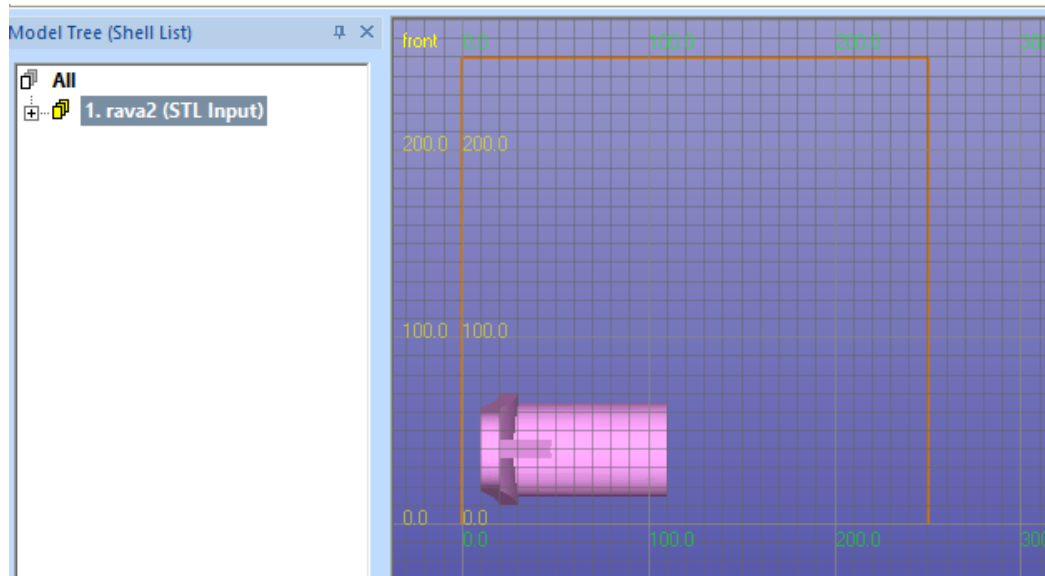 Model Tree (Shell List)
All
1. rava2 (STL Input)
front 0.0 100.0 200.0 300
200.0 200.0
100.0 100.0
0.0 0.0
0.0 100.0 200.0 300